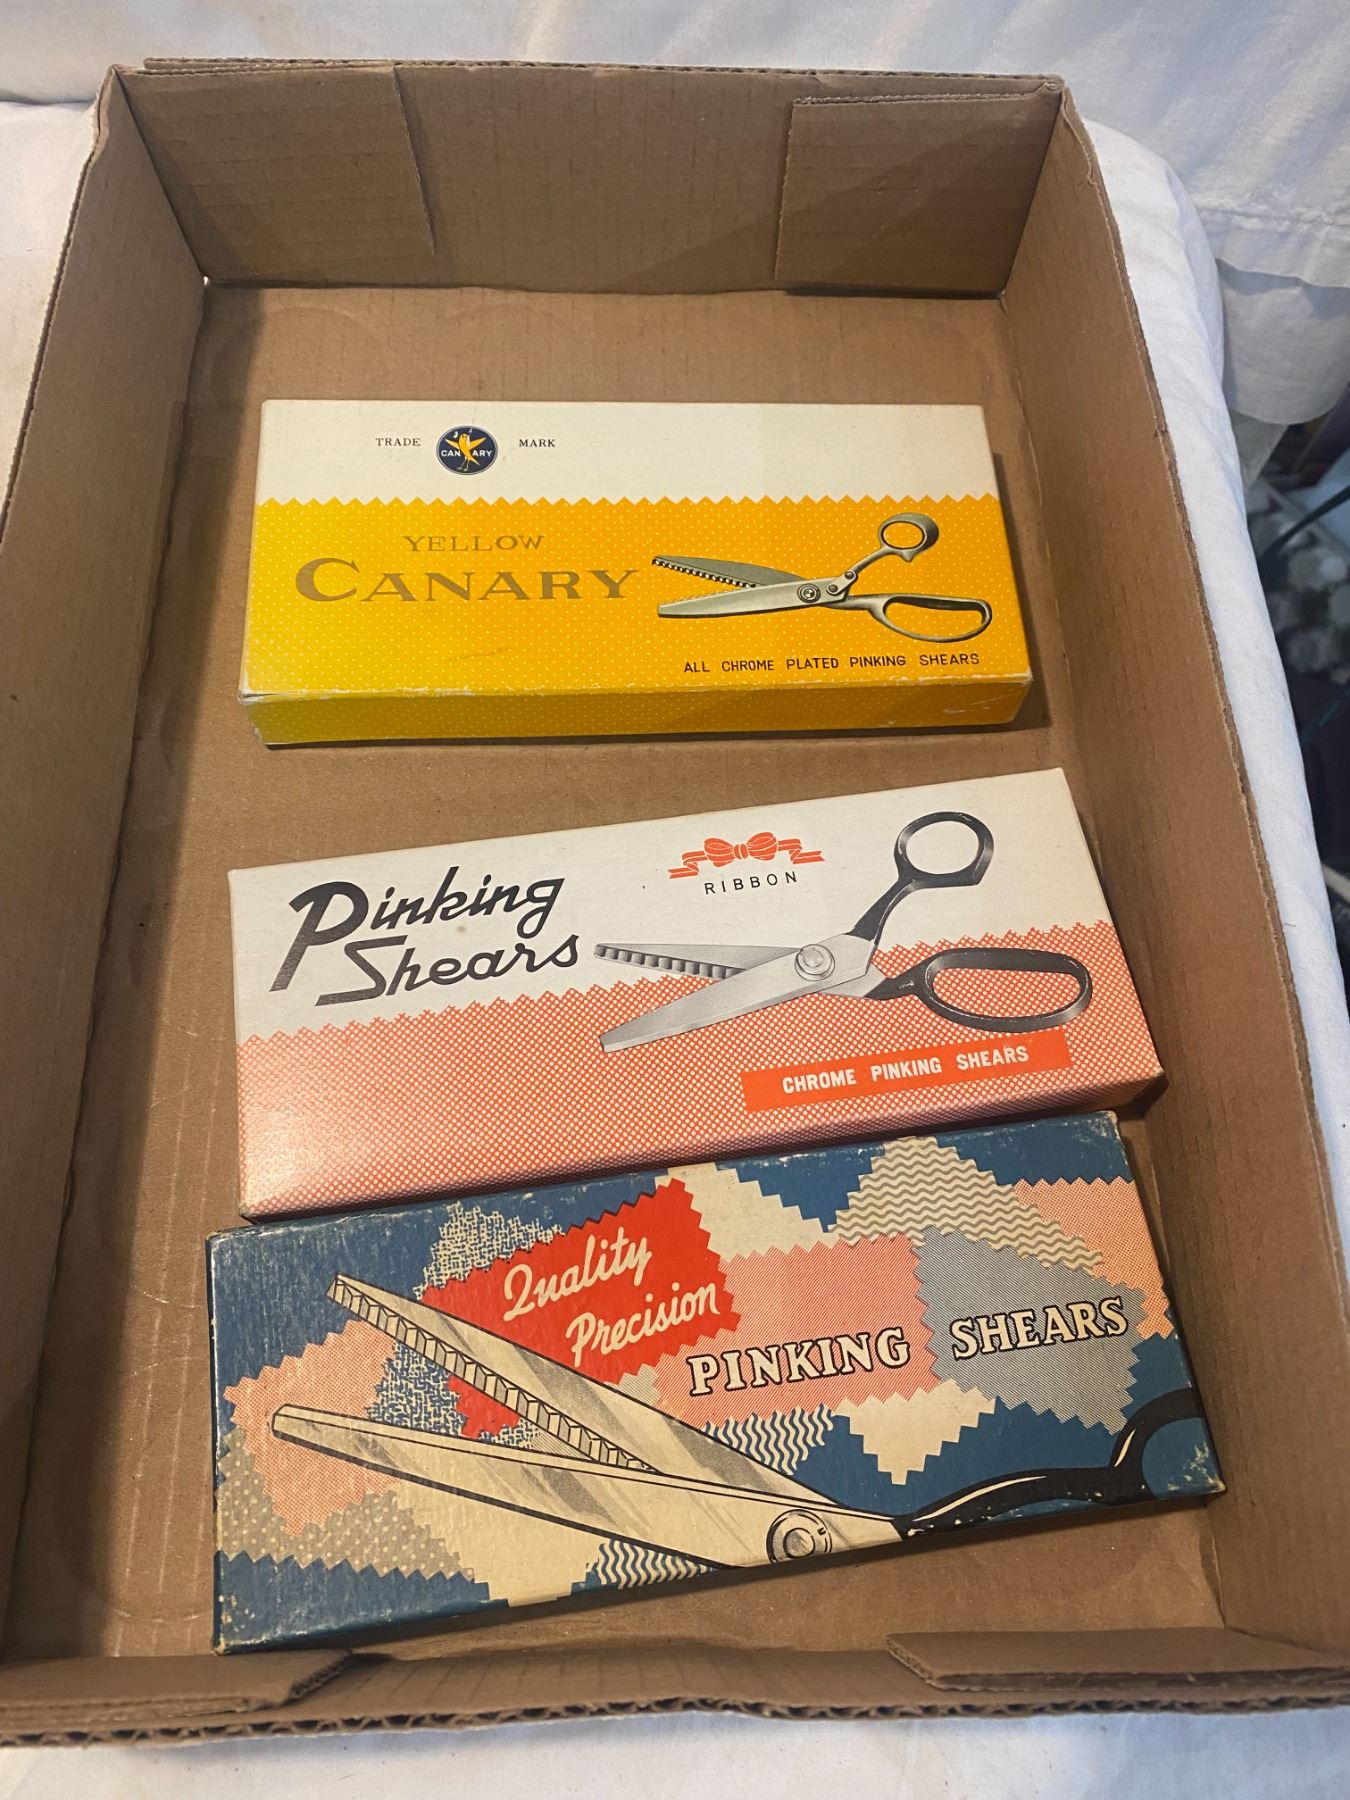 TRADE CANARY MARK
YELLOW
CANARY
ALL CHROME PLATED PINKING SHEARS
Pinking
Shears
RIBBON
CHROME PINKING SHEARS
Quality
Precision
PINKING SHEARS